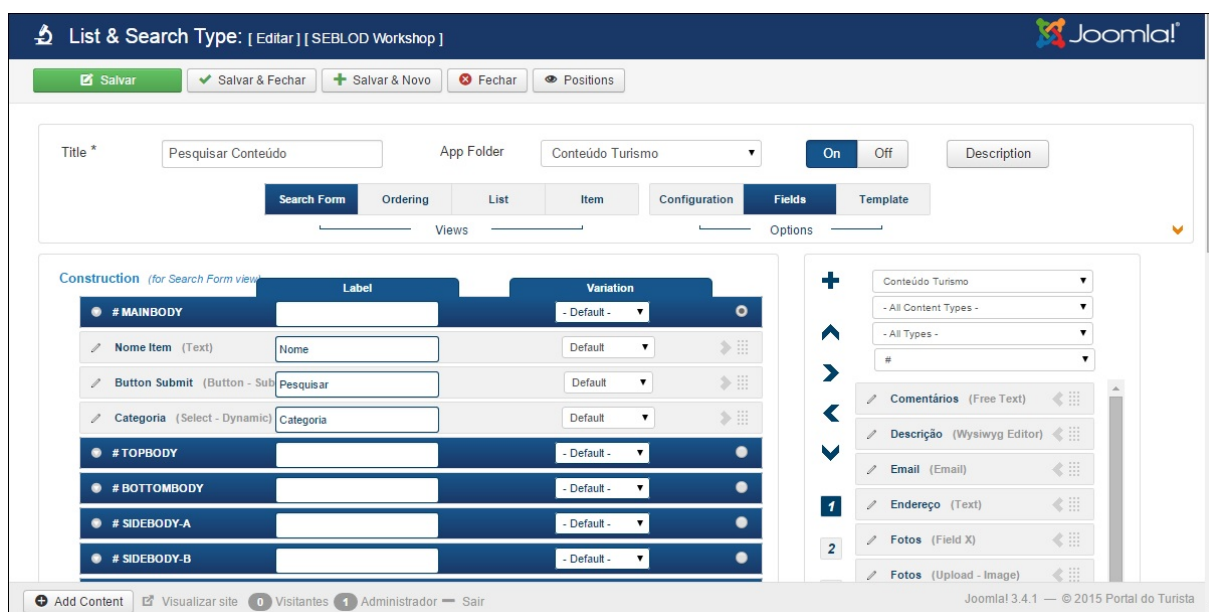 List & Search Type: [ Editar ] [ SEBLOD Workshop ]
Joomla!
Salvar
Salvar & Fechar
Salvar & Novo
Fechar
Positions
Title *
Pesquisar Conteúdo
App Folder
Conteúdo Turismo
On
Off
Description
Search Form
Ordering
List
Item
Configuration
Fields
Template
Views
Options
Construction (for Search Form view)
Label
Variation
# MAINBODY
- Default -
Nome Item (Text)
Nome
Default
Button Submit (Button - Sub
Pesquisar
Default
Categoria (Select - Dynamic)
Categoria
Default
# TOPBODY
- Default -
# BOTTOMBODY
- Default -
# SIDEBODY-A
- Default -
# SIDEBODY-B
- Default -
1
2
Conteúdo Turismo
- All Content Types -
- All Types -
#
Comentários (Free Text)
Descrição (Wysiwyg Editor)
Email (Email)
Endereço (Text)
Fotos (Field X)
Fotos (Upload - Image)
Add Content
Visualizar site
0 Visitantes
1 Administrador
Sair
Joomla! 3.4.1 — © 2015 Portal do Turista